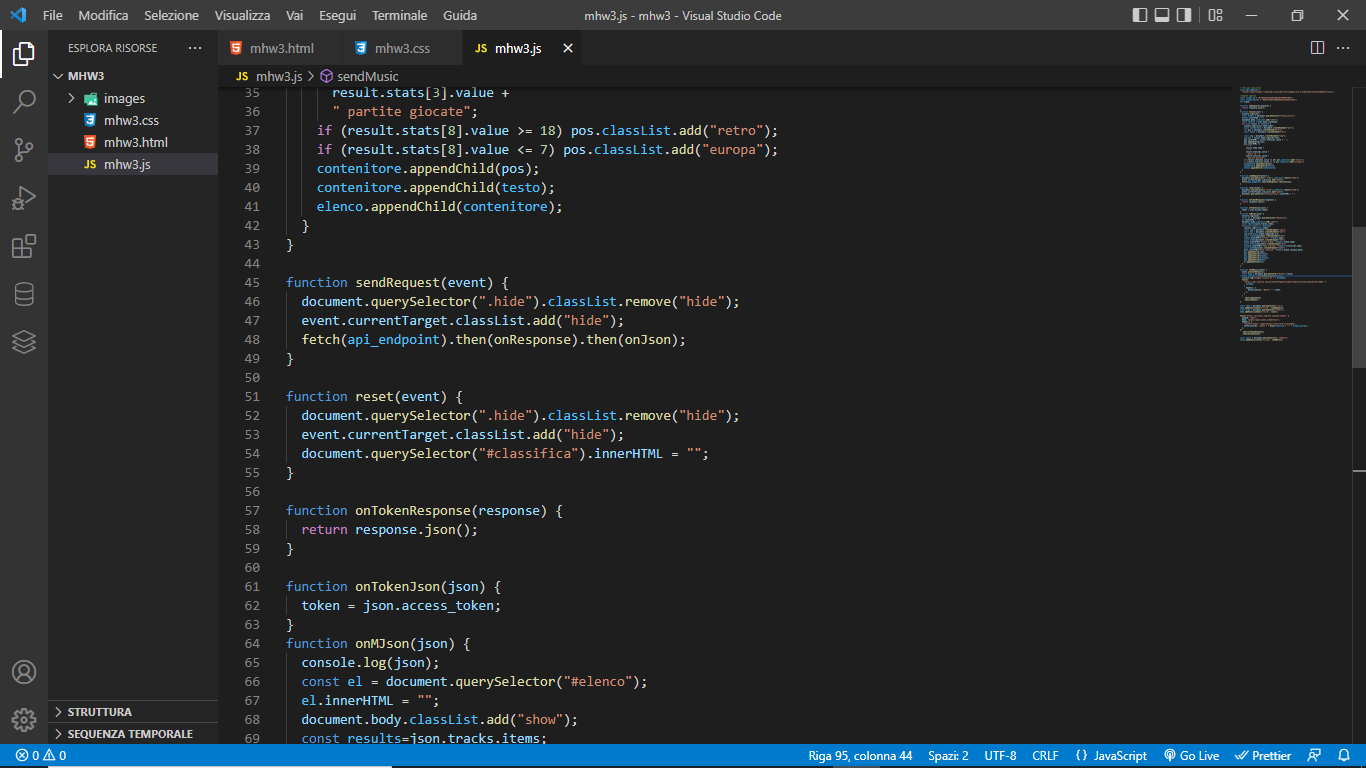 File Modifica Selezione Visualizza Vai Esegui Terminale Guida mhw3.js - mhw3 - Visual Studio Code
ESPLORA RISORSE
MHW3
images
mhw3.css
mhw3.html
JS mhw3.js
STRUTTURA
SEQUENZA TEMPORALE
mhw3.html mhw3.css JS mhw3.js
JS mhw3.js > sendMusic
35 result.stats[3].value +
36 " partite giocate";
37 if (result.stats[8].value >= 18) pos.classList.add("retro");
38 if (result.stats[8].value <= 7) pos.classList.add("europa");
39 contenitore.appendChild(pos);
40 contenitore.appendChild(testo);
41 elenco.appendChild(contenitore);
42 }
43 }
44
45 function sendRequest(event) {
46 document.querySelector(".hide").classList.remove("hide");
47 event.currentTarget.classList.add("hide");
48 fetch(api_endpoint).then(onResponse).then(onJson);
49 }
50
51 function reset(event) {
52 document.querySelector(".hide").classList.remove("hide");
53 event.currentTarget.classList.add("hide");
54 document.querySelector("#classifica").innerHTML = "";
55 }
56
57 function onTokenResponse(response) {
58 return response.json();
59 }
60
61 function onTokenJson(json) {
62 token = json.access_token;
63 }
64 function onMJson(json) {
65 console.log(json);
66 const el = document.querySelector("#elenco");
67 el.innerHTML = "";
68 document.body.classList.add("show");
69 const results=json.tracks.items;
0 0 Riga 95, colonna 44 Spazi: 2 UTF-8 CRLF {} JavaScript Go Live Prettier